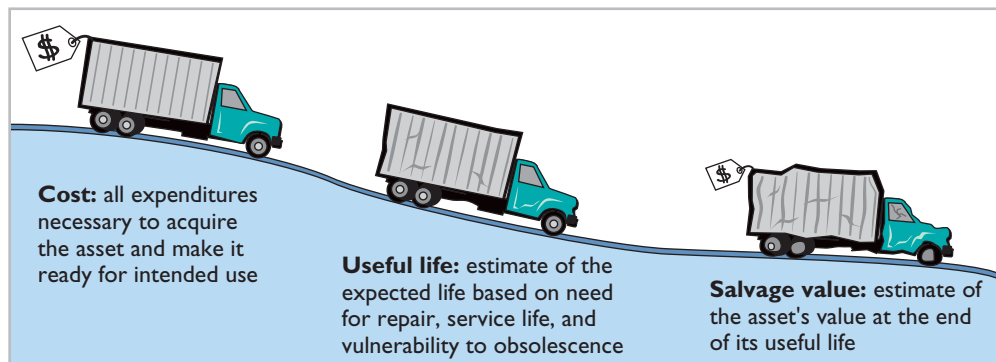 $
Cost: all expenditures
necessary to acquire
the asset and make it
ready for intended use
Useful life: estimate of the
expected life based on need
for repair, service life, and
vulnerability to obsolescence
$
Salvage value: estimate of
the asset's value at the end
of its useful life